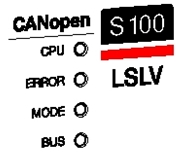 CANopen
S100
LSLV
CPU
ERROR
MODE
BUS